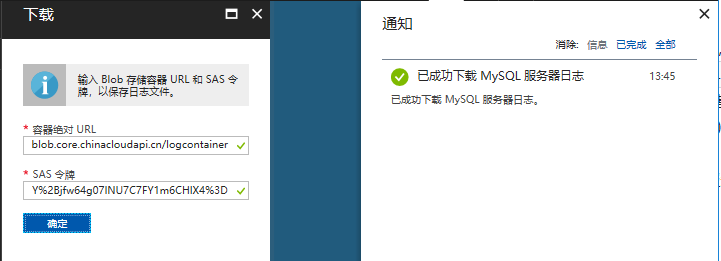 下载
输入 Blob 存储容器 URL 和 SAS 令
牌，以保存日志文件。
* 容器绝对 URL
blob.core.chinacloudapi.cn/logcontainer
* SAS 令牌
Y%2Bjfw64g07INU7C7FY1m6CHIX4%3D
确定
通知
消除: 信息 已完成 全部
已成功下载 MySQL 服务器日志 13:45
已成功下载 MySQL 服务器日志。